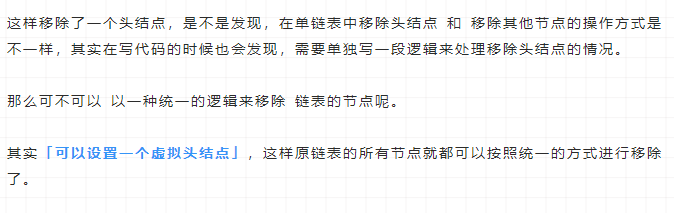 这样移除了一个头结点，是不是发现，在单链表中移除头结点 和 移除其他节点的操作方式是
不一样，其实在写代码的时候也会发现，需要单独写一段逻辑来处理移除头结点的情况。
那么可不可以 以一种统一的逻辑来移除 链表的节点呢。
其实「可以设置一个虚拟头结点」，这样原链表的所有节点就都可以按照统一的方式进行移除
了。